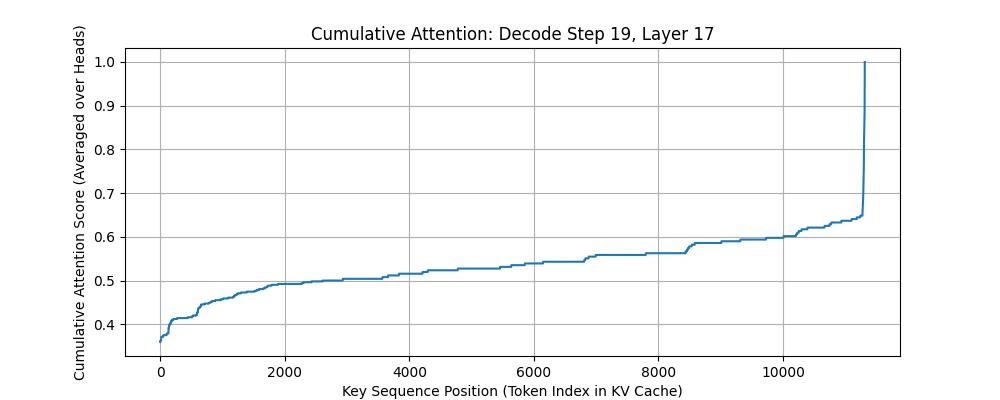 Cumulative Attention: Decode Step 19, Layer 17
Cumulative Attention Score (Averaged over Heads)
1.0
0.9
0.8
0.7
0.6
0.5
0.4
0 2000 4000 6000 8000 10000
Key Sequence Position (Token Index in KV Cache)